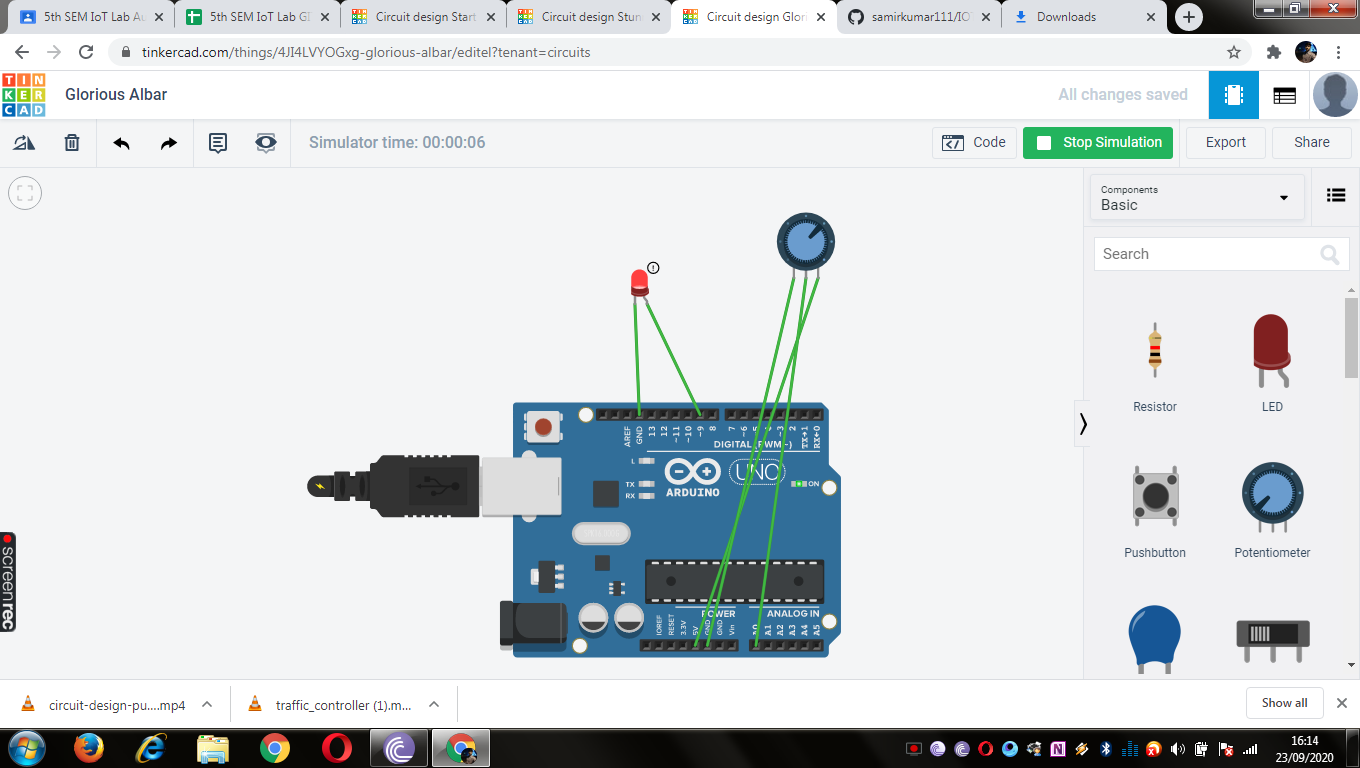 5th SEM IoT Lab Au
5th SEM IoT Lab GI
Circuit design Start
Circuit design Stun
Circuit design Glor
samirkumar111/IO
Downloads
tinkercad.com/things/4JI4LVYOGxg-glorious-albar/editel?tenant=circuits
TIN
KER
CAD
Glorious Albar
All changes saved
Simulator time: 00:00:06
Code
Stop Simulation
Export
Share
Components
Basic
Search
Resistor
LED
Pushbutton
Potentiometer
AREF
GND
13
12
~11
~10
~9
8
7
~6
~5
4
~3
2
TX→1
RX←0
DIGITAL (PWM~)
L
TX
RX
ARDUINO
UNO
ON
POWER
ANALOG IN
IOREF
RESET
3.3V
5V
GND
GND
Vin
A0
A1
A2
A3
A4
A5
screenrec
circuit-design-pu....mp4
traffic_controller (1).m...
Show all
16:14
23/09/2020